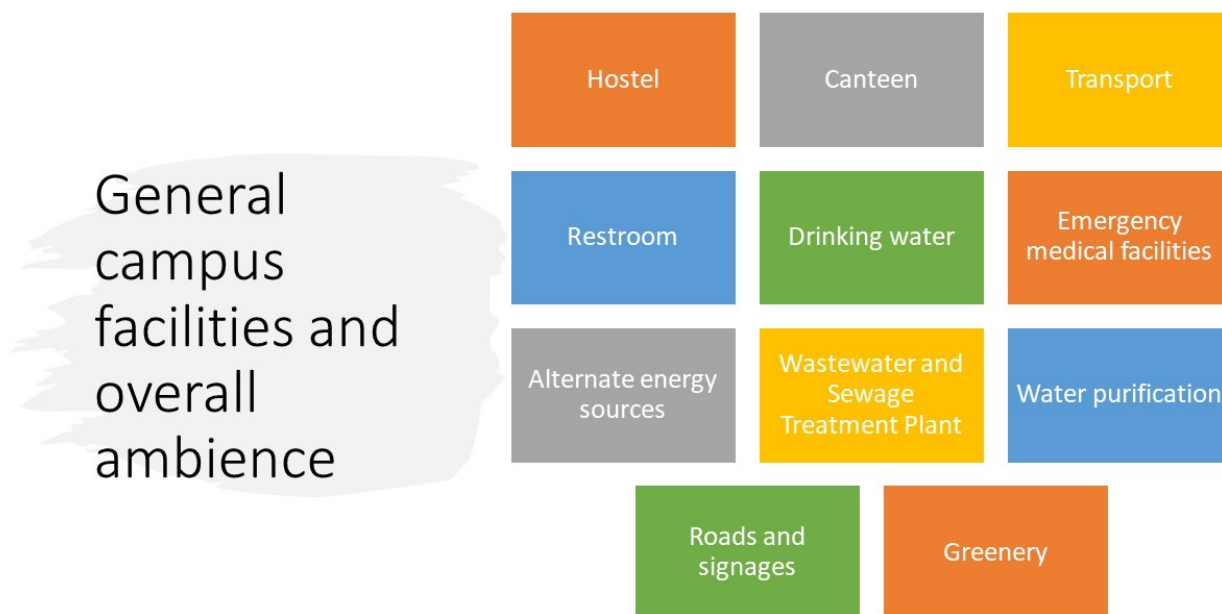 General
campus
facilities and
overall
ambience
Hostel
Canteen
Transport
Restroom
Drinking water
Emergency
medical facilities
Alternate energy
sources
Wastewater and
Sewage
Treatment Plant
Water purification
Roads and
signages
Greenery